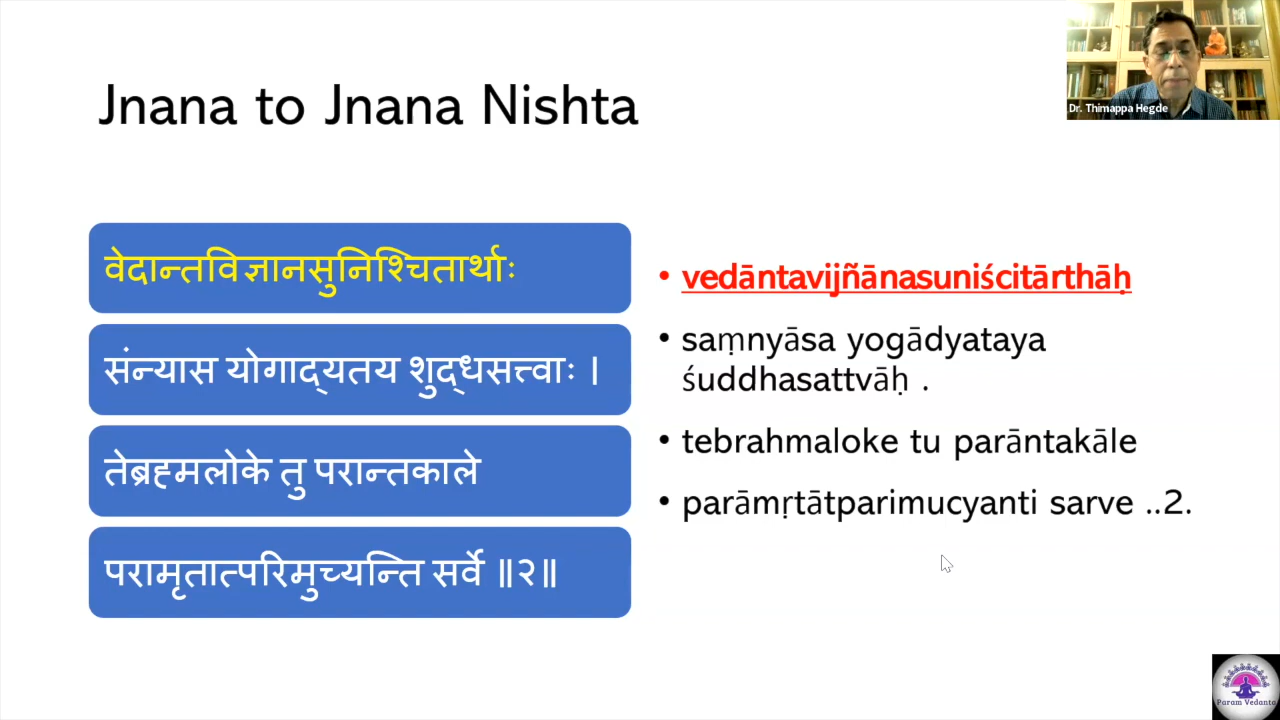 Jnana to Jnana Nishta
Dr. Thimappa Hegde
वेदान्तविज्ञानसुनिश्चितार्थाः
संन्यास योगाद्यतय शुद्धसत्त्वाः ।
तेब्रह्मलोके तु परान्तकाले
परामृतात्परिमुच्यन्ति सर्वे ॥२॥
• vedāntavijñānasuniścitārthāḥ
• saṃnyāsa yogādyataya
śuddhasattvāḥ .
• tebrahmaloke tu parāntakāle
• parāmṛtātparimucyanti sarve ..2.
Param Vedanta